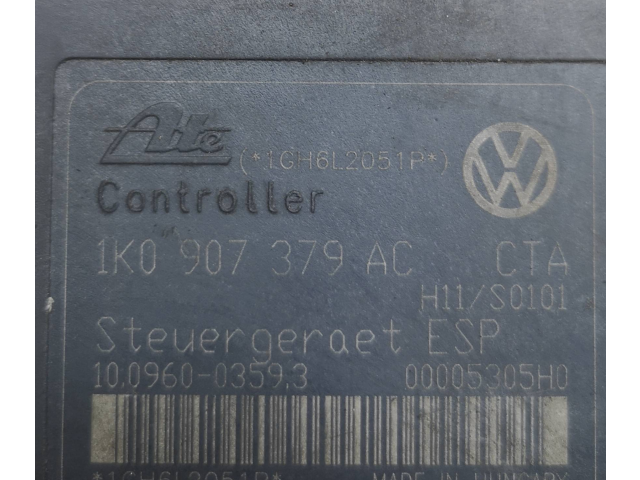 Ate (*1GH6L2051P*)
Controller
1K0 907 379 AC CTA
H11/S0101
Steuergeraet ESP
10.0960-0359.3 00005305H0
*1GH6L2051P* MADE IN HUNGARY